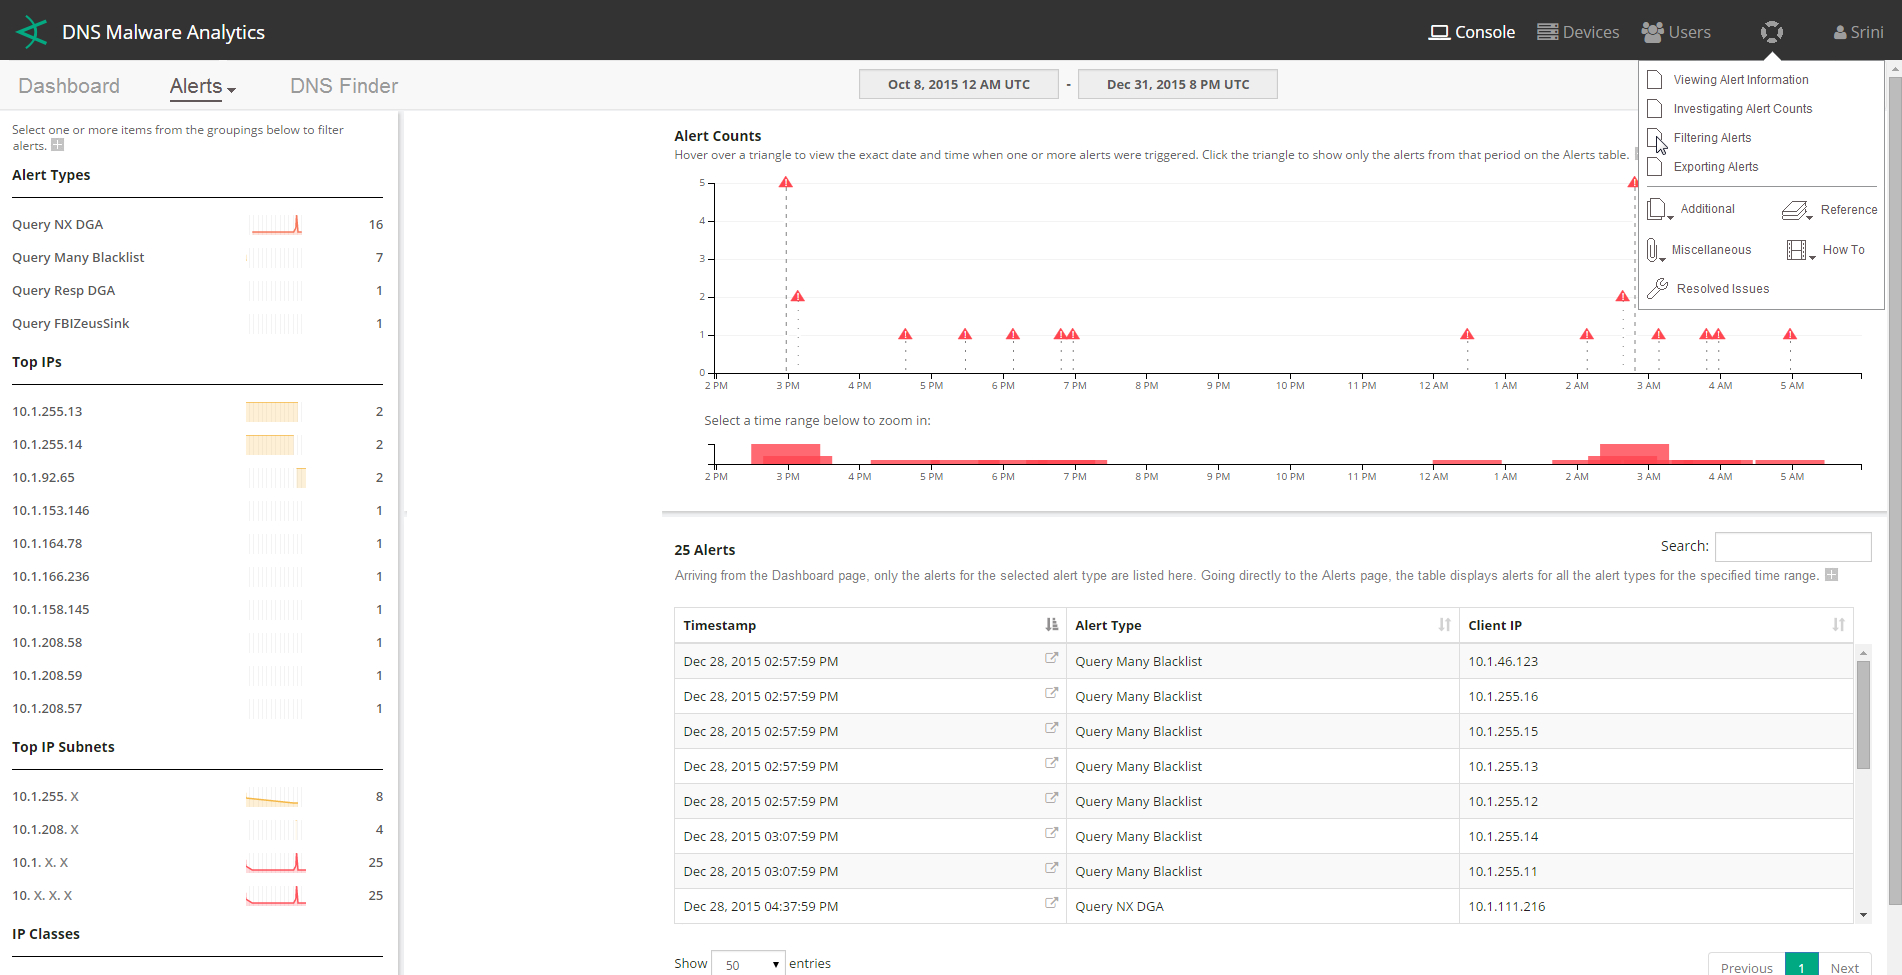 DNS Malware Analytics
Console Devices Users Srini
Dashboard Alerts DNS Finder
Oct 8, 2015 12 AM UTC - Dec 31, 2015 8 PM UTC
Viewing Alert Information
Investigating Alert Counts
Filtering Alerts
Exporting Alerts
Additional Reference
Miscellaneous How To
Resolved Issues
Select one or more items from the groupings below to filter
alerts.
Alert Types
Query NX DGA 16
Query Many Blacklist 7
Query Resp DGA 1
Query FBIZeusSink 1
Top IPs
10.1.255.13 2
10.1.255.14 2
10.1.92.65 2
10.1.153.146 1
10.1.164.78 1
10.1.166.236 1
10.1.158.145 1
10.1.208.58 1
10.1.208.59 1
10.1.208.57 1
Top IP Subnets
10.1.255. X 8
10.1.208. X 4
10.1. X. X 25
10. X. X. X 25
IP Classes
Alert Counts
Hover over a triangle to view the exact date and time when one or more alerts were triggered. Click the triangle to show only the alerts from that period on the Alerts table.
5
4
3
2
1
0
2 PM 3 PM 4 PM 5 PM 6 PM 7 PM 8 PM 9 PM 10 PM 11 PM 12 AM 1 AM 2 AM 3 AM 4 AM 5 AM
Select a time range below to zoom in:
2 PM 3 PM 4 PM 5 PM 6 PM 7 PM 8 PM 9 PM 10 PM 11 PM 12 AM 1 AM 2 AM 3 AM 4 AM 5 AM
25 Alerts
Search:
Arriving from the Dashboard page, only the alerts for the selected alert type are listed here. Going directly to the Alerts page, the table displays alerts for all the alert types for the specified time range.
Timestamp Alert Type Client IP
Dec 28, 2015 02:57:59 PM Query Many Blacklist 10.1.46.123
Dec 28, 2015 02:57:59 PM Query Many Blacklist 10.1.255.16
Dec 28, 2015 02:57:59 PM Query Many Blacklist 10.1.255.15
Dec 28, 2015 02:57:59 PM Query Many Blacklist 10.1.255.13
Dec 28, 2015 02:57:59 PM Query Many Blacklist 10.1.255.12
Dec 28, 2015 03:07:59 PM Query Many Blacklist 10.1.255.14
Dec 28, 2015 03:07:59 PM Query Many Blacklist 10.1.255.11
Dec 28, 2015 04:37:59 PM Query NX DGA 10.1.111.216
Show 50 entries
Previous 1 Next